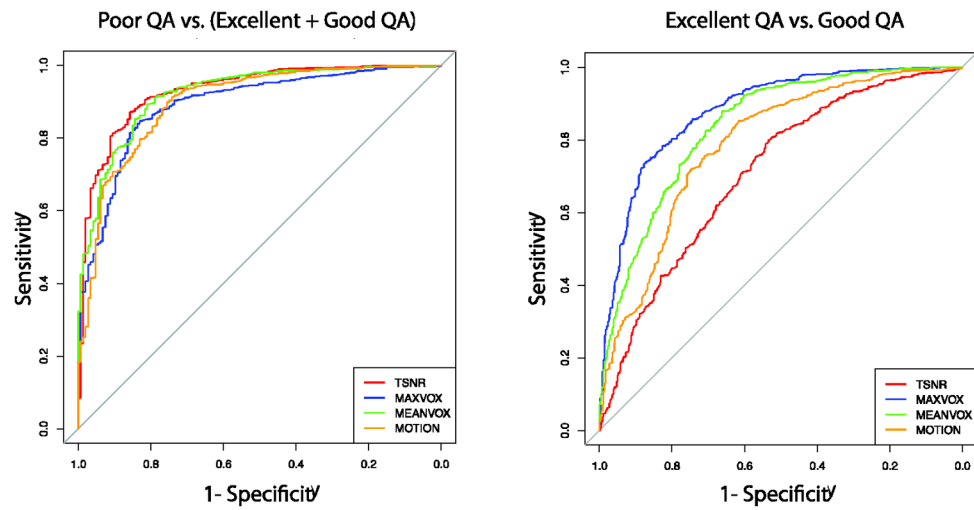 Poor QA vs. (Excellent + Good QA)
Sensitivity
1.0
0.8
0.6
0.4
0.2
0.0
TSNR
MAXVOX
MEANVOX
MOTION
1.0 0.8 0.6 0.4 0.2 0.0
1- Specificity
Excellent QA vs. Good QA
Sensitivity
1.0
0.8
0.6
0.4
0.2
0.0
TSNR
MAXVOX
MEANVOX
MOTION
1.0 0.8 0.6 0.4 0.2 0.0
1- Specificity